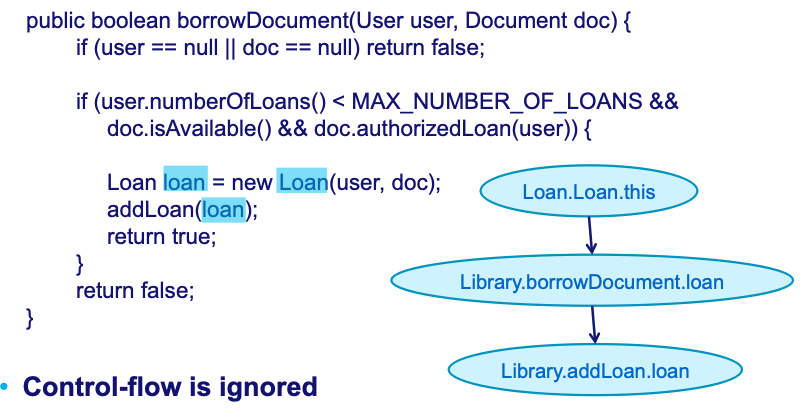 public boolean borrowDocument(User user, Document doc) {
if (user == null || doc == null) return false;
if (user.numberOfLoans() < MAX_NUMBER_OF_LOANS &&
doc.isAvailable() && doc.authorizedLoan(user)) {
Loan loan = new Loan(user, doc);
addLoan(loan);
return true;
}
return false;
}
Loan.Loan.this
Library.borrowDocument.loan
Library.addLoan.loan
• Control-flow is ignored